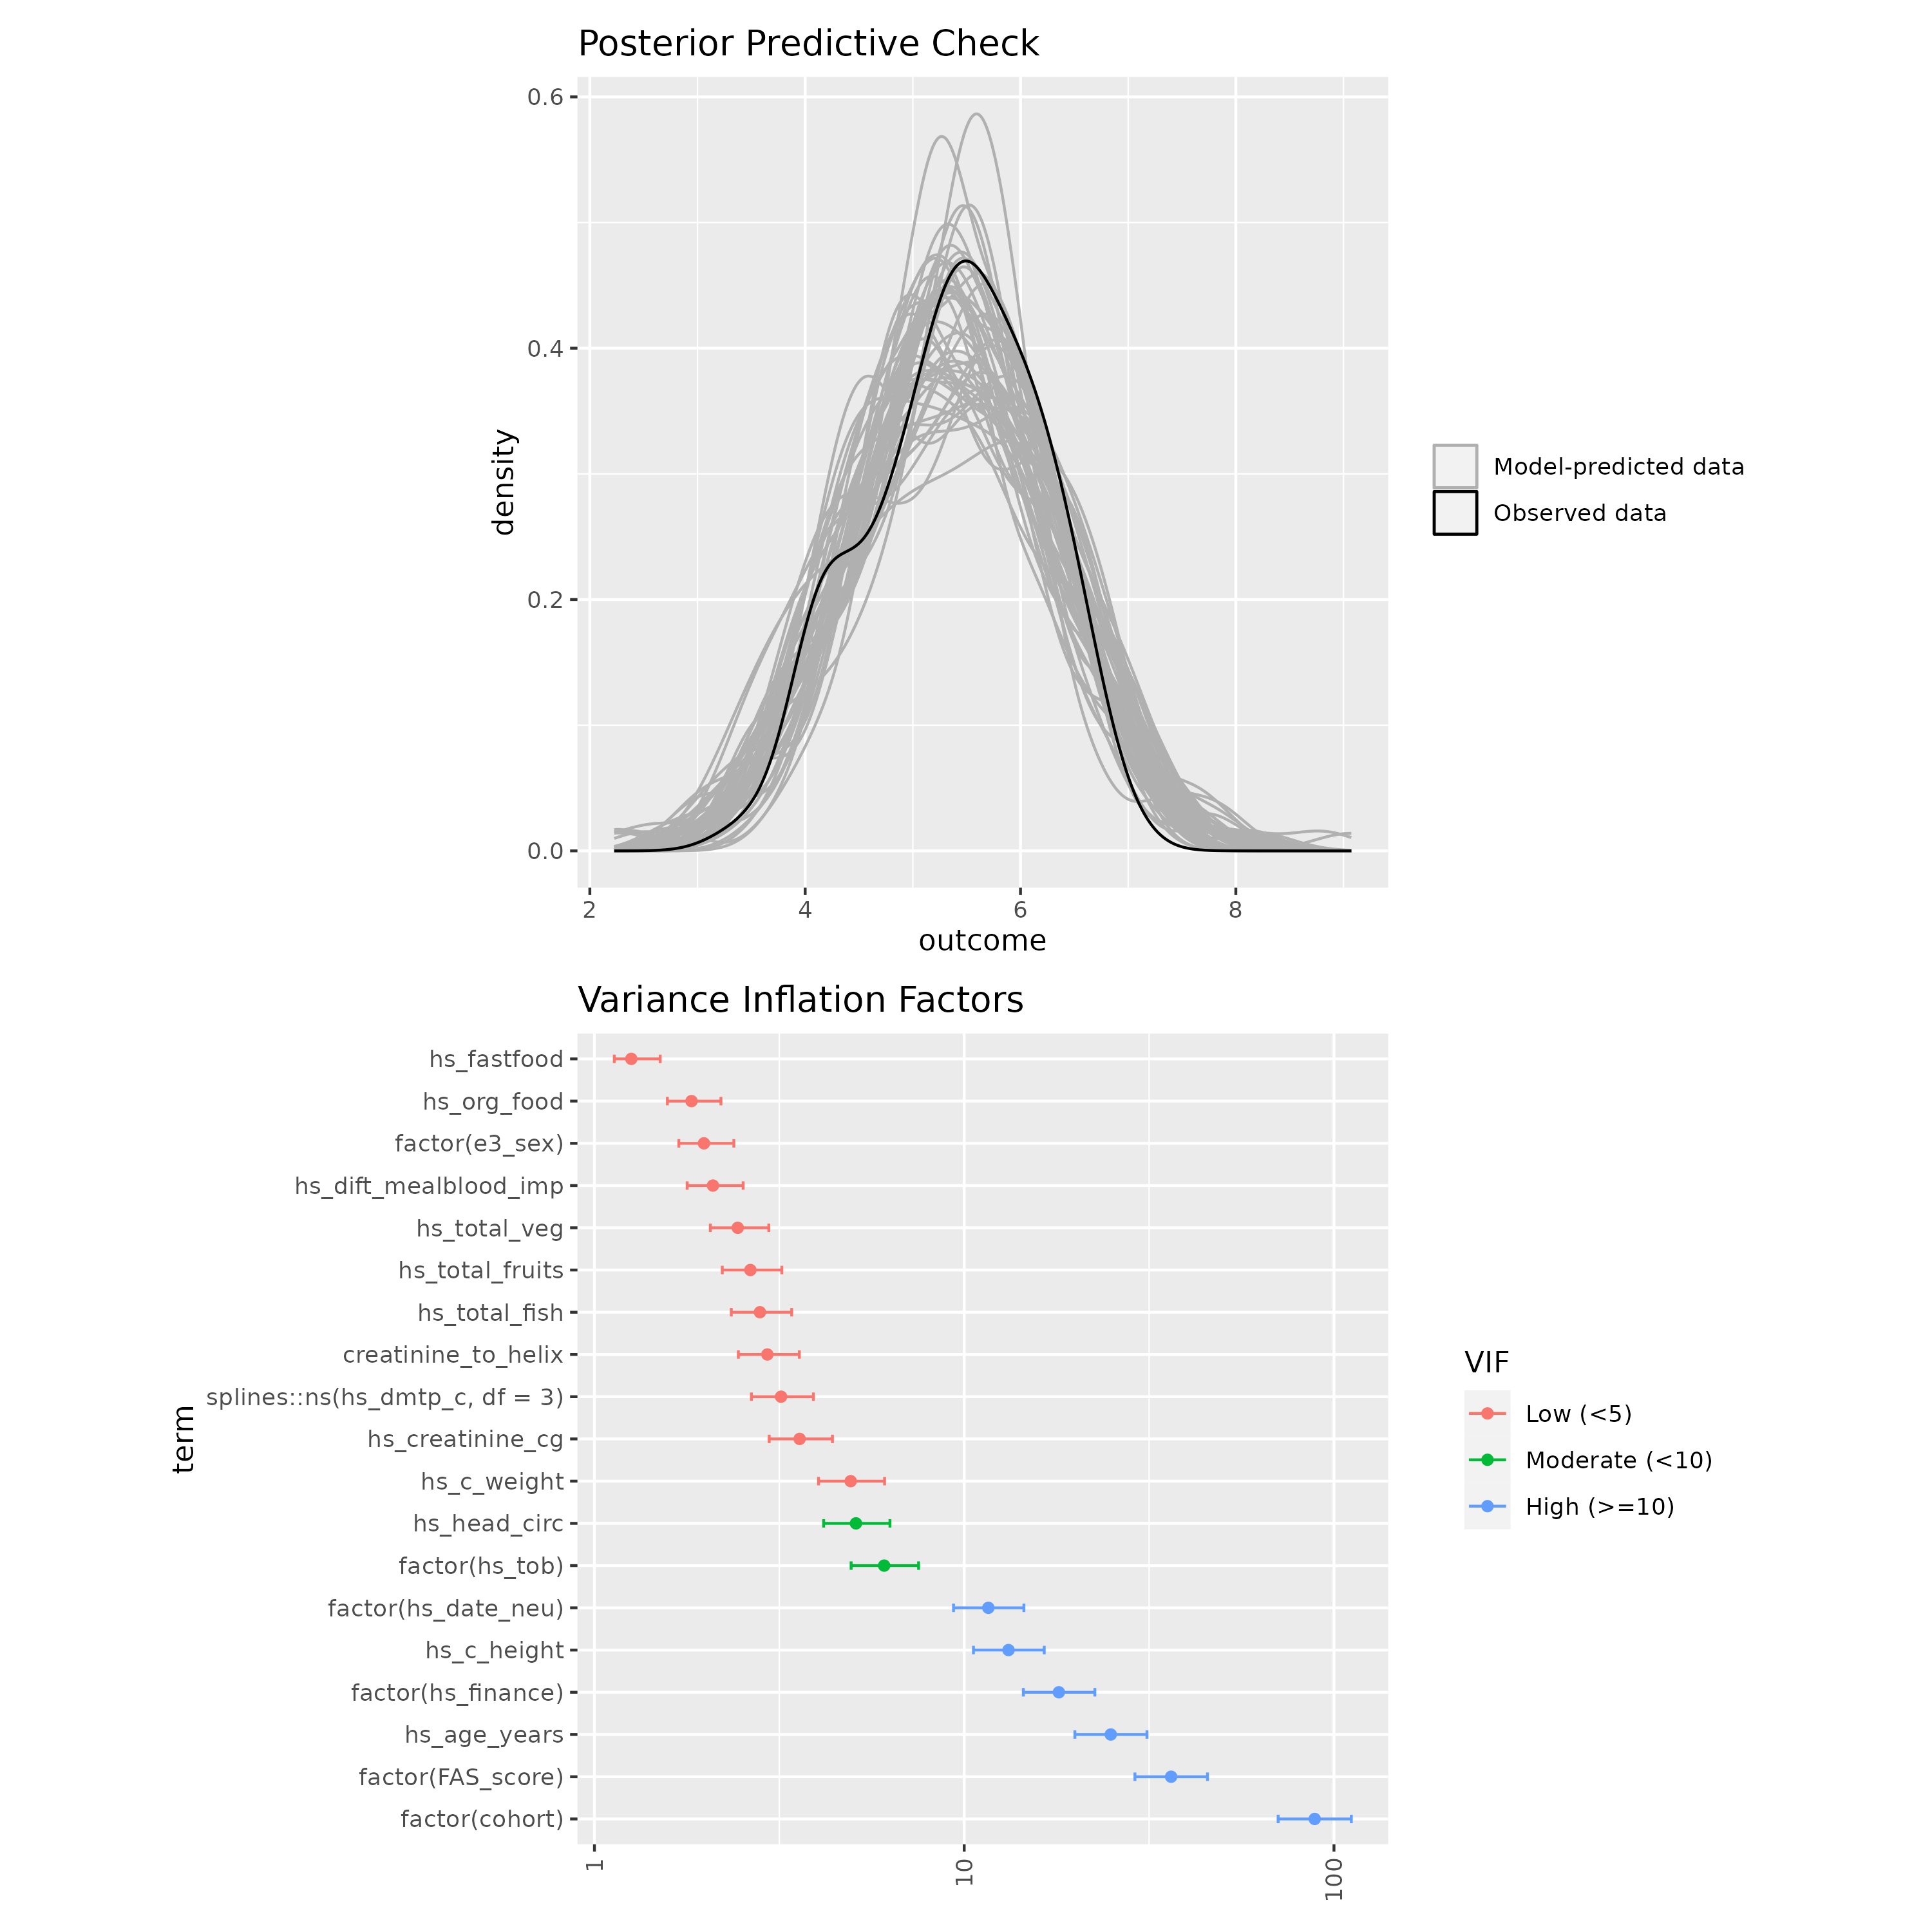 Posterior Predictive Check
0.6
0.4
0.2
0.0
density
2 4 6 8
outcome
Model-predicted data
Observed data
Variance Inflation Factors
term
hs_fastfood
hs_org_food
factor(e3_sex)
hs_dift_mealblood_imp
hs_total_veg
hs_total_fruits
hs_total_fish
creatinine_to_helix
splines::ns(hs_dmtp_c, df = 3)
hs_creatinine_cg
hs_c_weight
hs_head_circ
factor(hs_tob)
factor(hs_date_neu)
hs_c_height
factor(hs_finance)
hs_age_years
factor(FAS_score)
factor(cohort)
1 10 100
VIF
Low (<5)
Moderate (<10)
High (>=10)